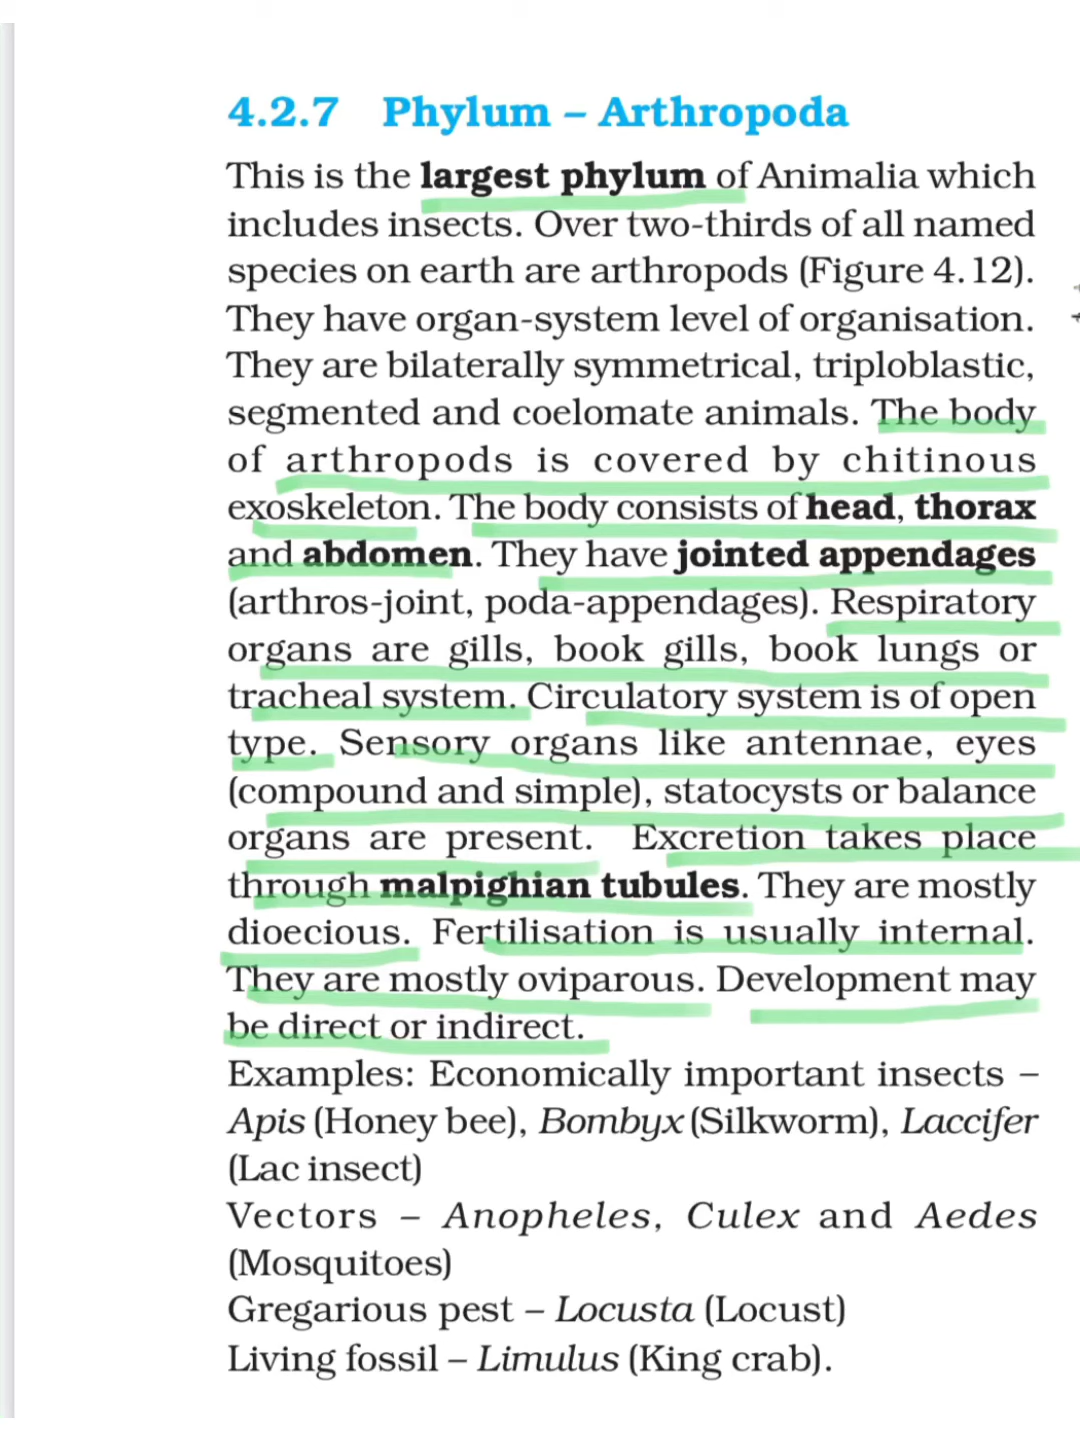 4.2.7 Phylum – Arthropoda
This is the largest phylum of Animalia which
includes insects. Over two-thirds of all named
species on earth are arthropods (Figure 4.12).
They have organ-system level of organisation.
They are bilaterally symmetrical, triploblastic,
segmented and coelomate animals. The body
of arthropods is covered by chitinous
exoskeleton. The body consists of head, thorax
and abdomen. They have jointed appendages
(arthros-joint, poda-appendages). Respiratory
organs are gills, book gills, book lungs or
tracheal system. Circulatory system is of open
type. Sensory organs like antennae, eyes
(compound and simple), statocysts or balance
organs are present. Excretion takes place
through malpighian tubules. They are mostly
dioecious. Fertilisation is usually internal.
They are mostly oviparous. Development may
be direct or indirect.
Examples: Economically important insects –
Apis (Honey bee), Bombyx (Silkworm), Laccifer
(Lac insect)
Vectors – Anopheles, Culex and Aedes
(Mosquitoes)
Gregarious pest – Locusta (Locust)
Living fossil – Limulus (King crab).